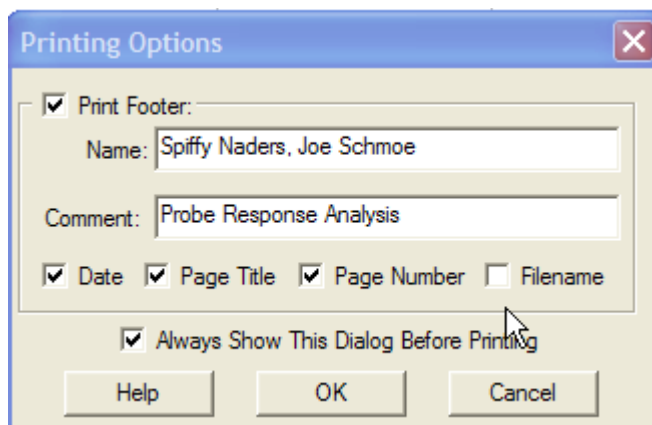 Printing Options
Print Footer:
Name: Spiffy Naders, Joe Schmoe
Comment: Probe Response Analysis
Date Page Title Page Number Filename
Always Show This Dialog Before Printing
Help OK Cancel